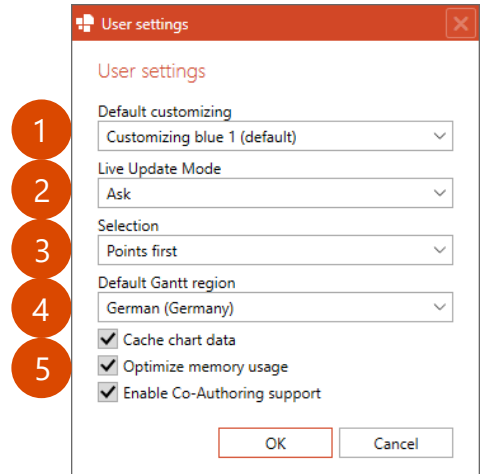 User settings
User settings
Default customizing
1
Customizing blue 1 (default)
Live Update Mode
2
Ask
Selection
3
Points first
Default Gantt region
4
German (Germany)
Cache chart data
5
Optimize memory usage
Enable Co-Authoring support
OK Cancel